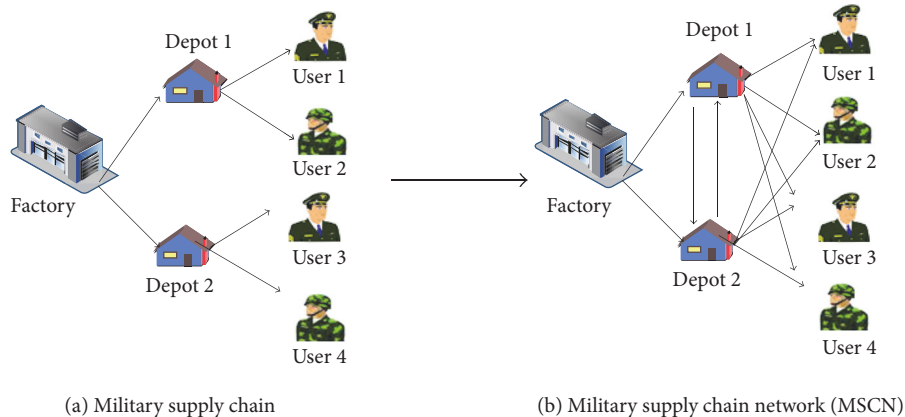 Depot 1
User 1
User 2
Factory
User 3
Depot 2
User 4
(a) Military supply chain
Depot 1
User 1
User 2
Factory
User 3
Depot 2
User 4
(b) Military supply chain network (MSCN)